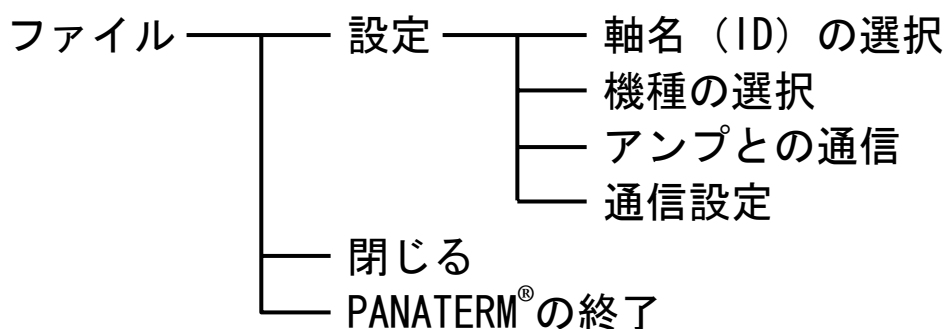 ファイル 設定 軸名（ID）の選択
機種の選択
アンプとの通信
通信設定
閉じる
PANATERM®の終了